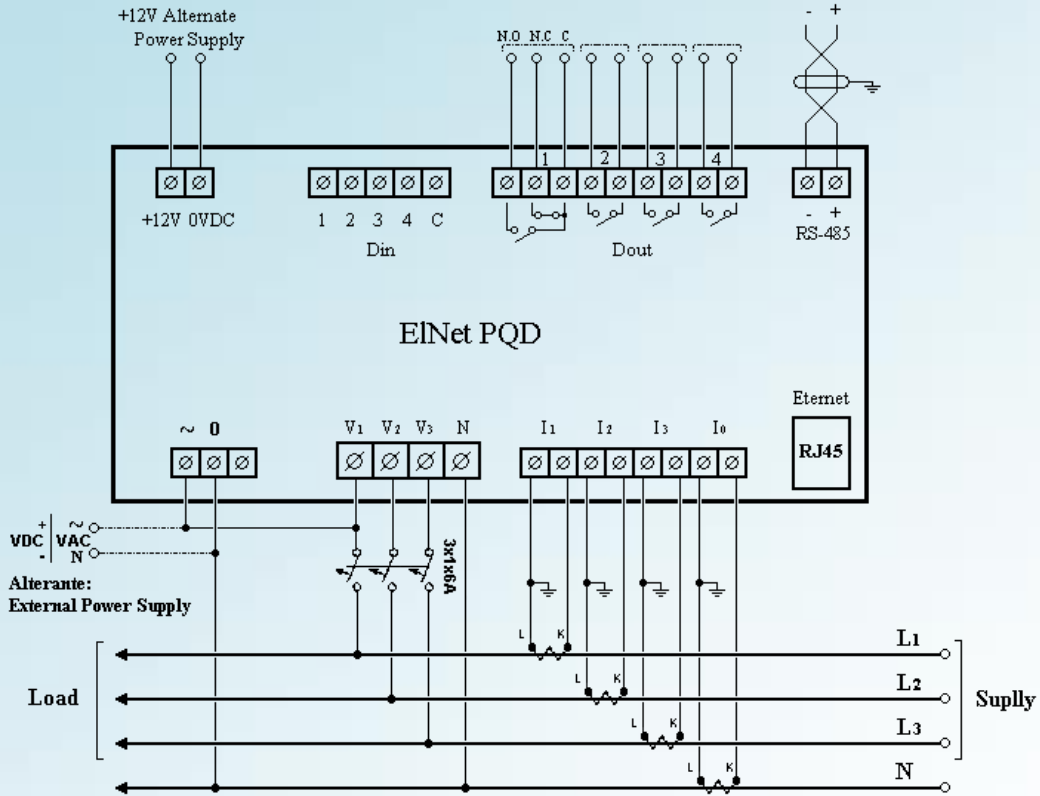 +12V Alternate
Power Supply
N.O N.C C
- +
1 2 3 4
+12V 0VDC
1 2 3 4 C
Din
Dout
- +
RS-485
ElNet PQD
Eternet
RJ45
~ 0
V1 V2 V3 N
I1 I2 I3 I0
VDC + - VAC ~ N
3x1x6A
Alterante:
External Power Supply
L K
L1
L K
L2
L K
L3
L K
N
Load
Suplly